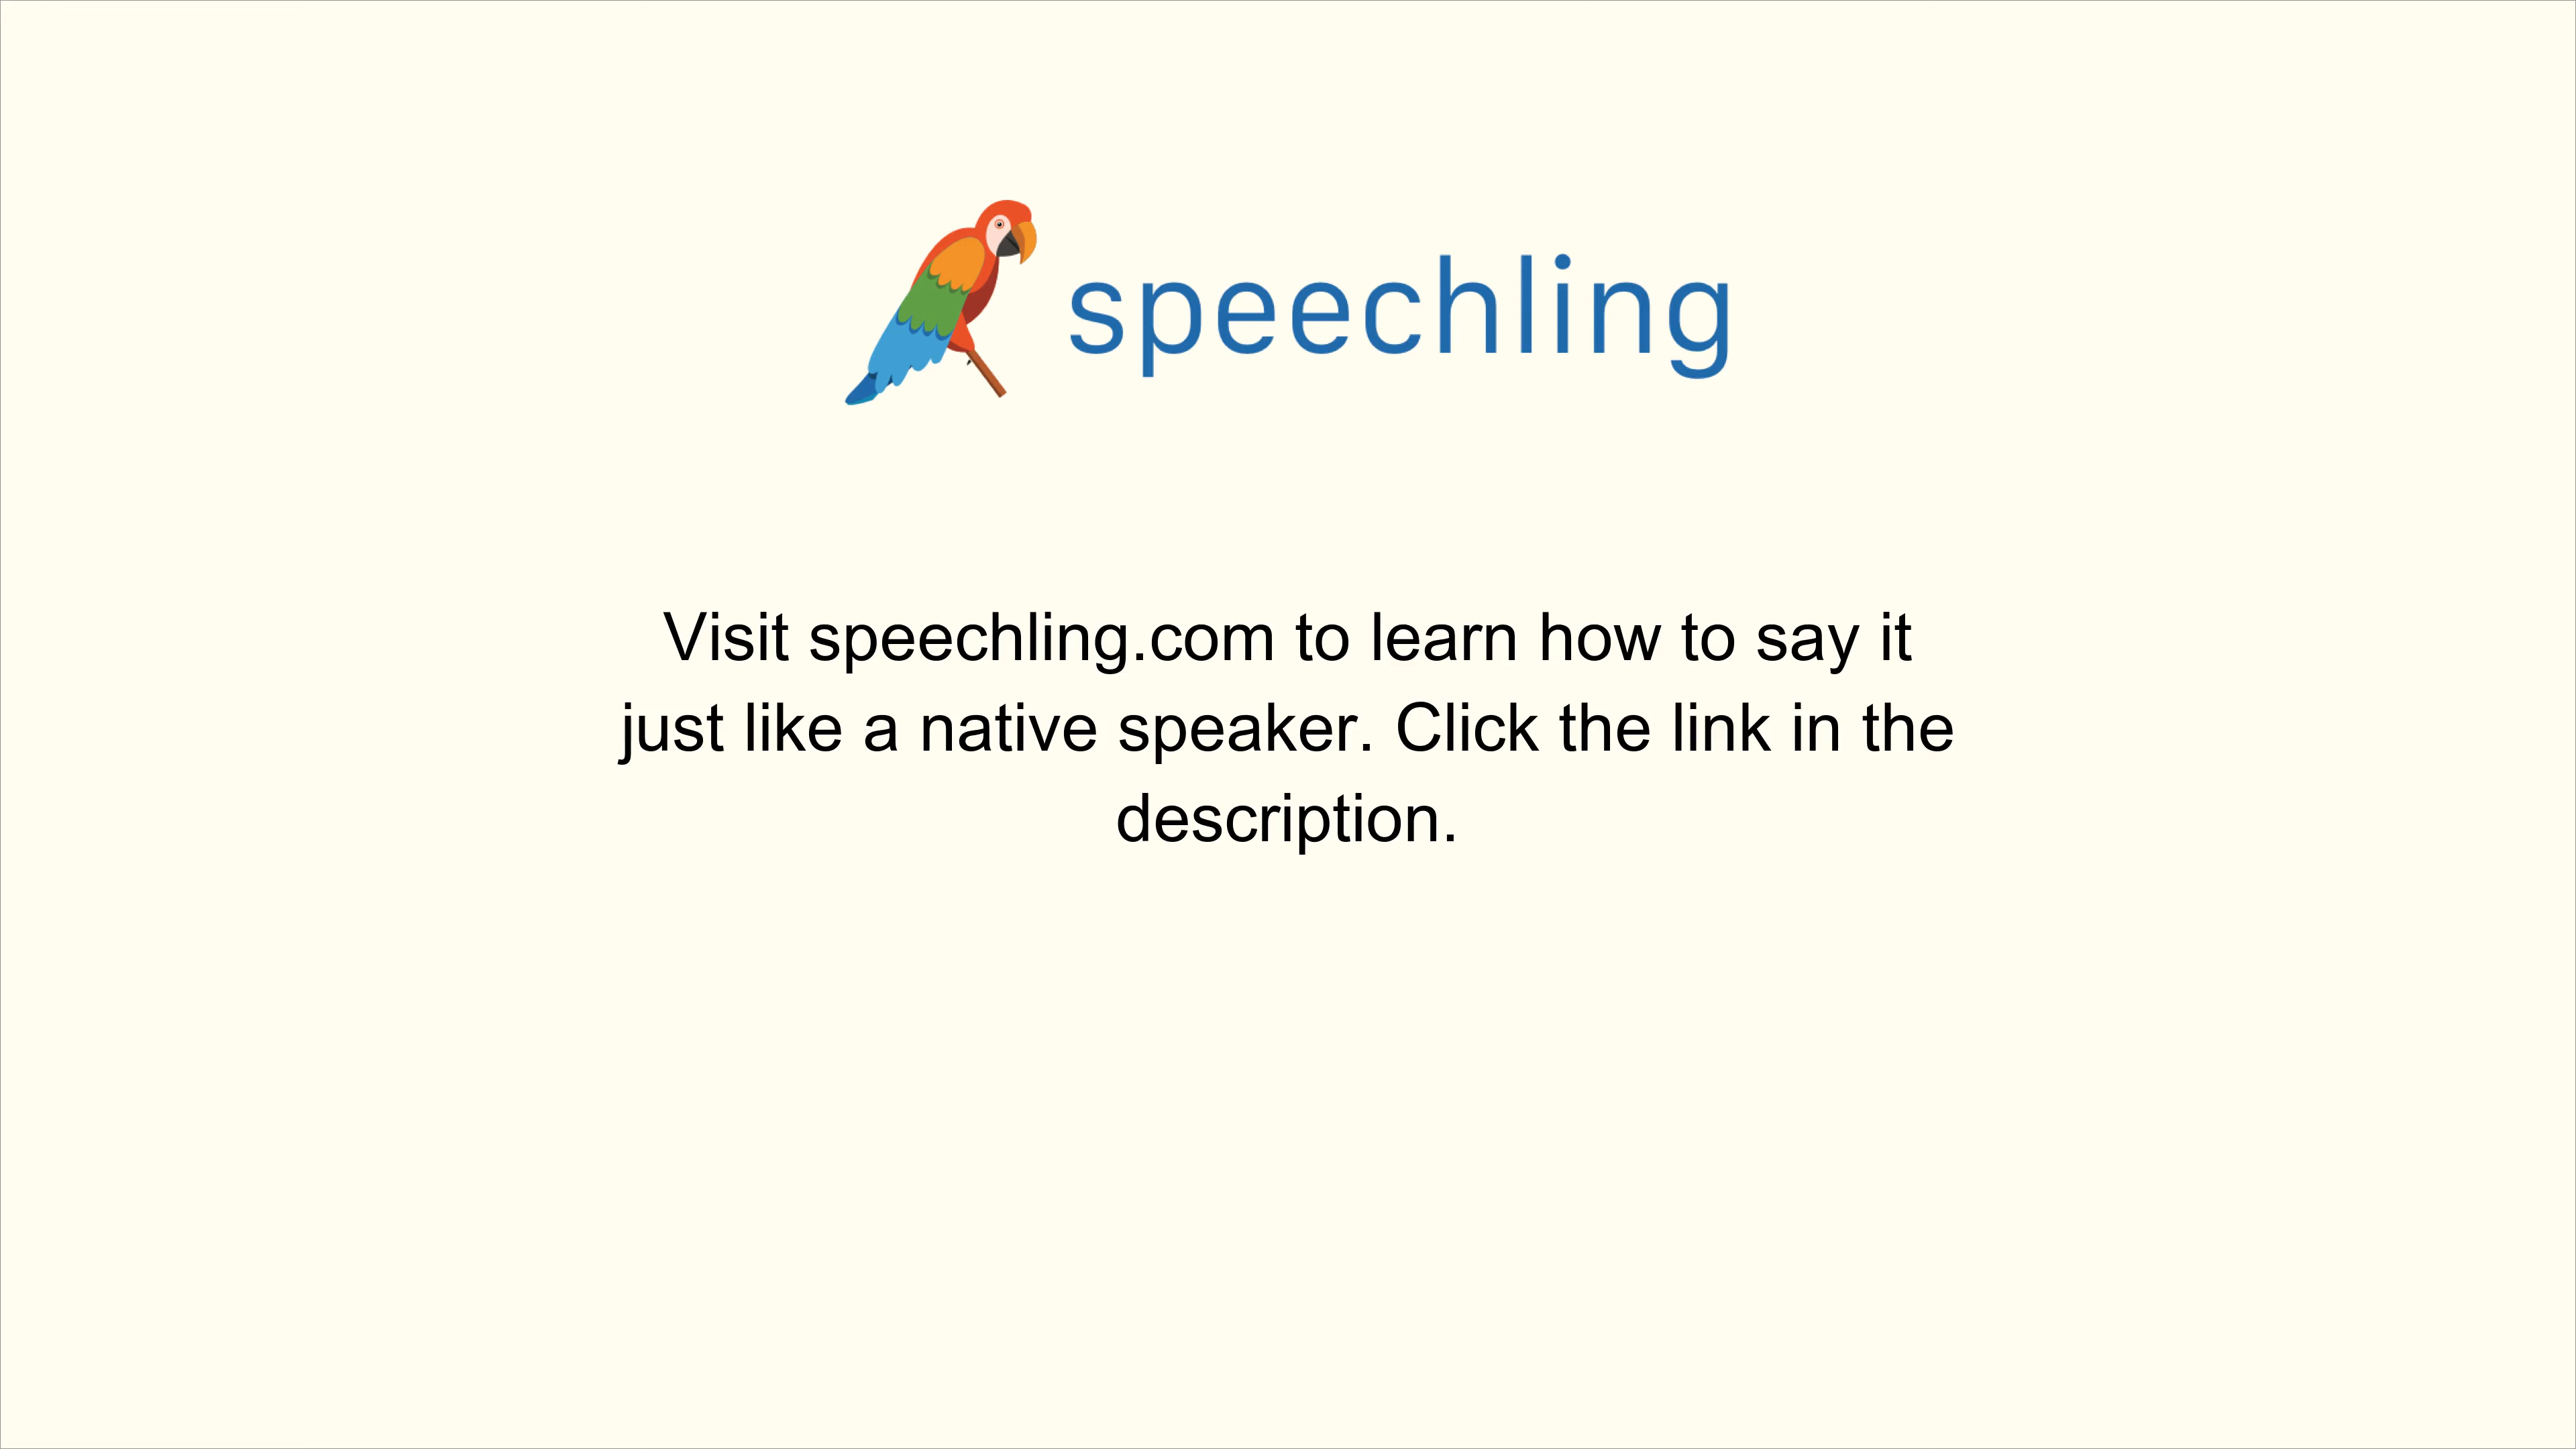 speechling
Visit speechling.com to learn how to say it
just like a native speaker. Click the link in the
description.